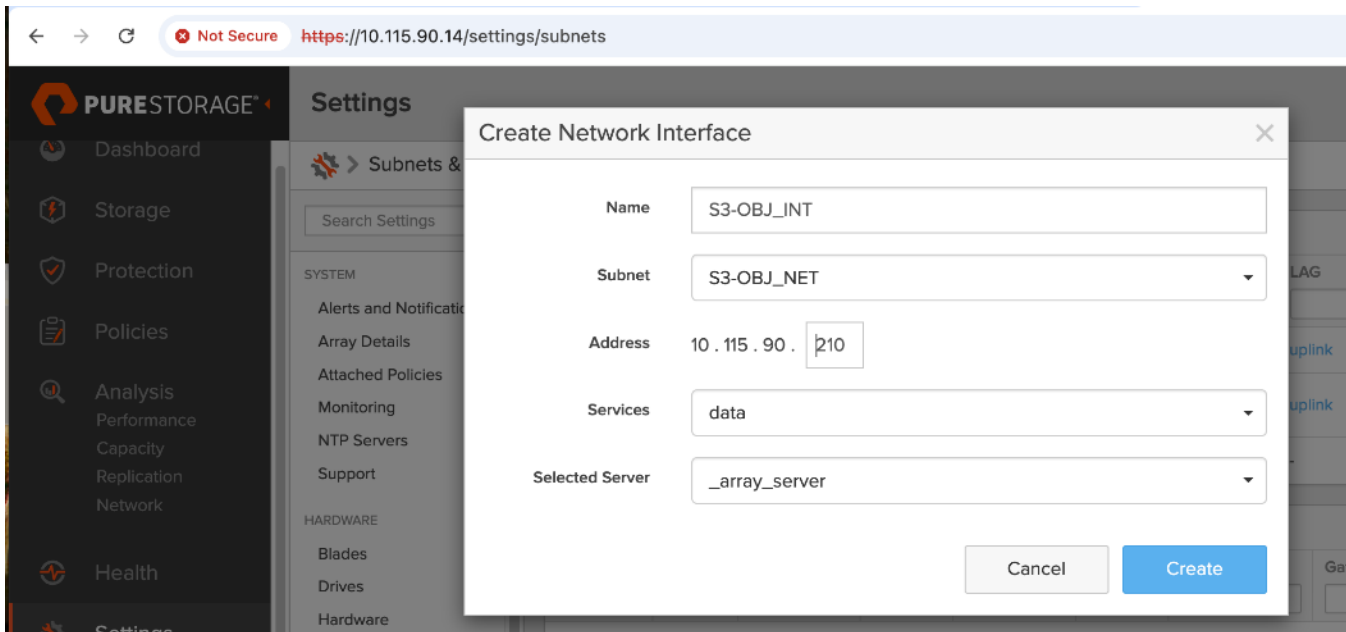 Not Secure https://10.115.90.14/settings/subnets
PURESTORAGE®
Settings
Dashboard
Storage
Protection
Policies
Analysis
Performance
Capacity
Replication
Network
Health
Settings
Subnets &
Search Settings
SYSTEM
Alerts and Notificatio
Array Details
Attached Policies
Monitoring
NTP Servers
Support
HARDWARE
Blades
Drives
Hardware
Create Network Interface
Name S3-OBJ_INT
Subnet S3-OBJ_NET
Address 10 . 115 . 90 . 210
Services data
Selected Server _array_server
Cancel Create
LAG
uplink
uplink
-
Ga